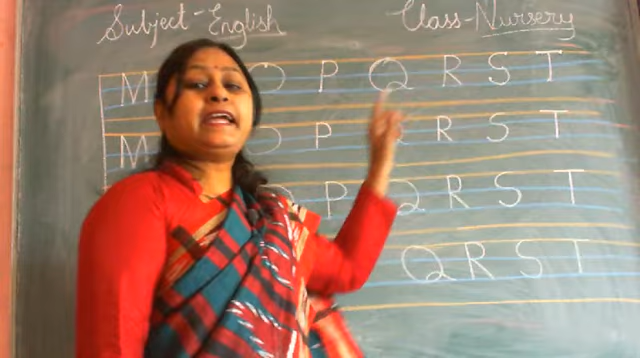 Subject-English Class-Nursery
M O P Q R S T
M O P Q R S T
P Q R S T
Q R S T